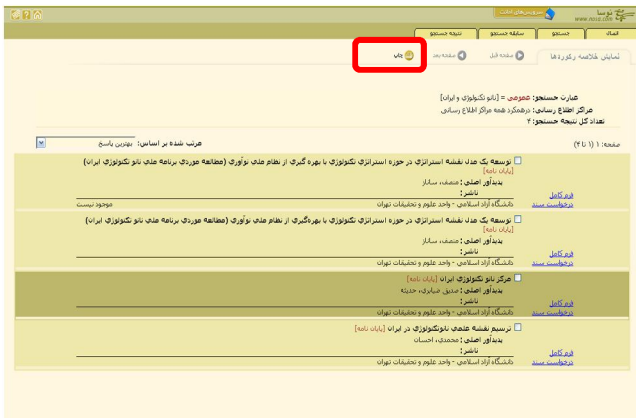 نوسا
www.nosa.com
سرویس‌های امانت
اتصال
جستجو
سابقه جستجو
نتیجه جستجو
نمایش خلاصه رکوردها
صفحه قبل
صفحه بعد
چاپ
عبارت جستجو: عمومی = [نانو تکنولوژی و ایران]
مراکز اطلاع رسانی: درهمکرد همه مراکز اطلاع رسانی
تعداد کل نتیجه جستجو: ۴
صفحه: ۱ (۱ تا ۴)
مرتب شده بر اساس: بهترین پاسخ
توسعه یک مدل نقشه استراتژی در حوزه استراتژی تکنولوژی با بهره گیری از نظام ملی نوآوری (مطالعه موردی برنامه ملی نانو تکنولوژی ایران)
[پایان نامه]
پدیدآور اصلی: منصف، ساناز
ناشر:
فرم کامل
درخواست سند
دانشگاه آزاد اسلامی - واحد علوم و تحقیقات تهران
موجود نیست
توسعه یک مدل نقشه استراتژی در حوزه استراتژی تکنولوژی با بهره‌گیری از نظام ملی نوآوری (مطالعه موردی برنامه ملی نانو تکنولوژی ایران)
[پایان نامه]
پدیدآور اصلی: منصف، ساناز
ناشر:
فرم کامل
درخواست سند
دانشگاه آزاد اسلامی - واحد علوم و تحقیقات تهران
مرکز نانو تکنولوژی ایران [پایان نامه]
پدیدآور اصلی: صدیق صابری، حدیثه
ناشر:
فرم کامل
درخواست سند
دانشگاه آزاد اسلامی - واحد علوم و تحقیقات تهران
ترسیم نقشه علمی نانوتکنولوژی در ایران [پایان نامه]
پدیدآور اصلی: محمدی، احسان
ناشر:
فرم کامل
درخواست سند
دانشگاه آزاد اسلامی - واحد علوم و تحقیقات تهران